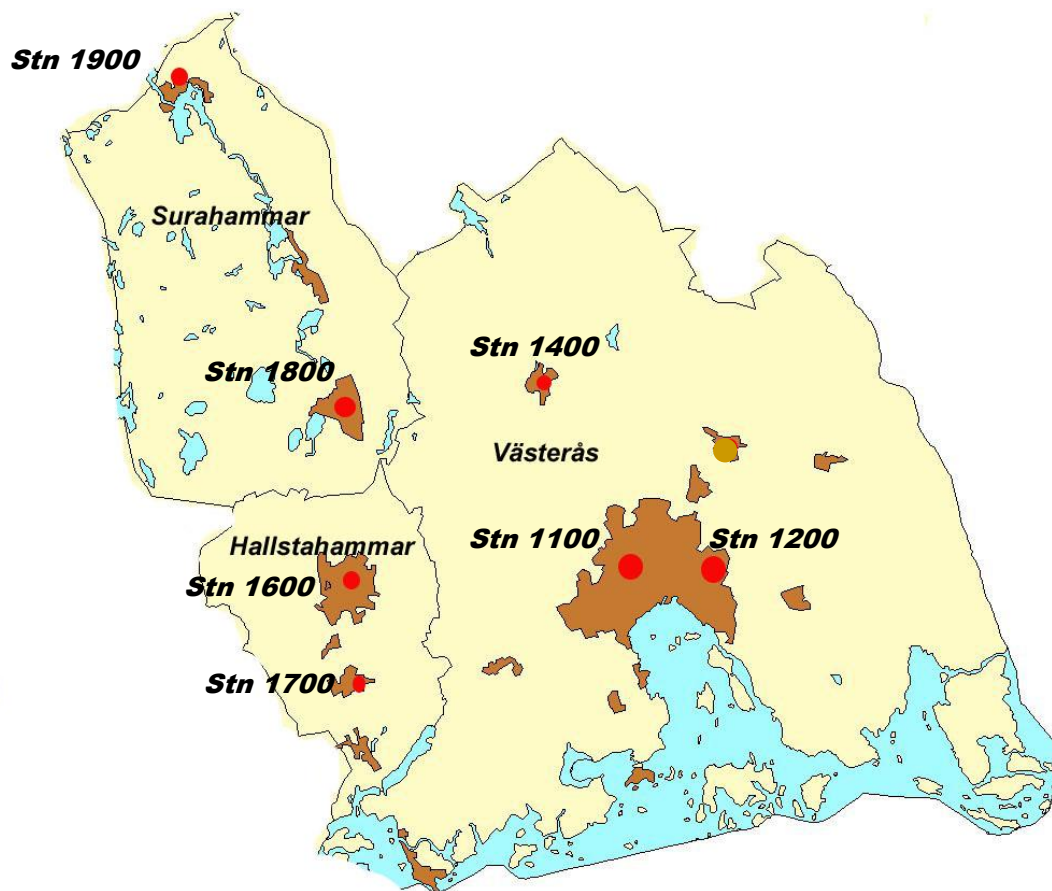 Stn 1900
Surahammar
Stn 1400
Stn 1800
Västerås
Stn 1100
Stn 1200
Hallstahammar
Stn 1600
Stn 1700